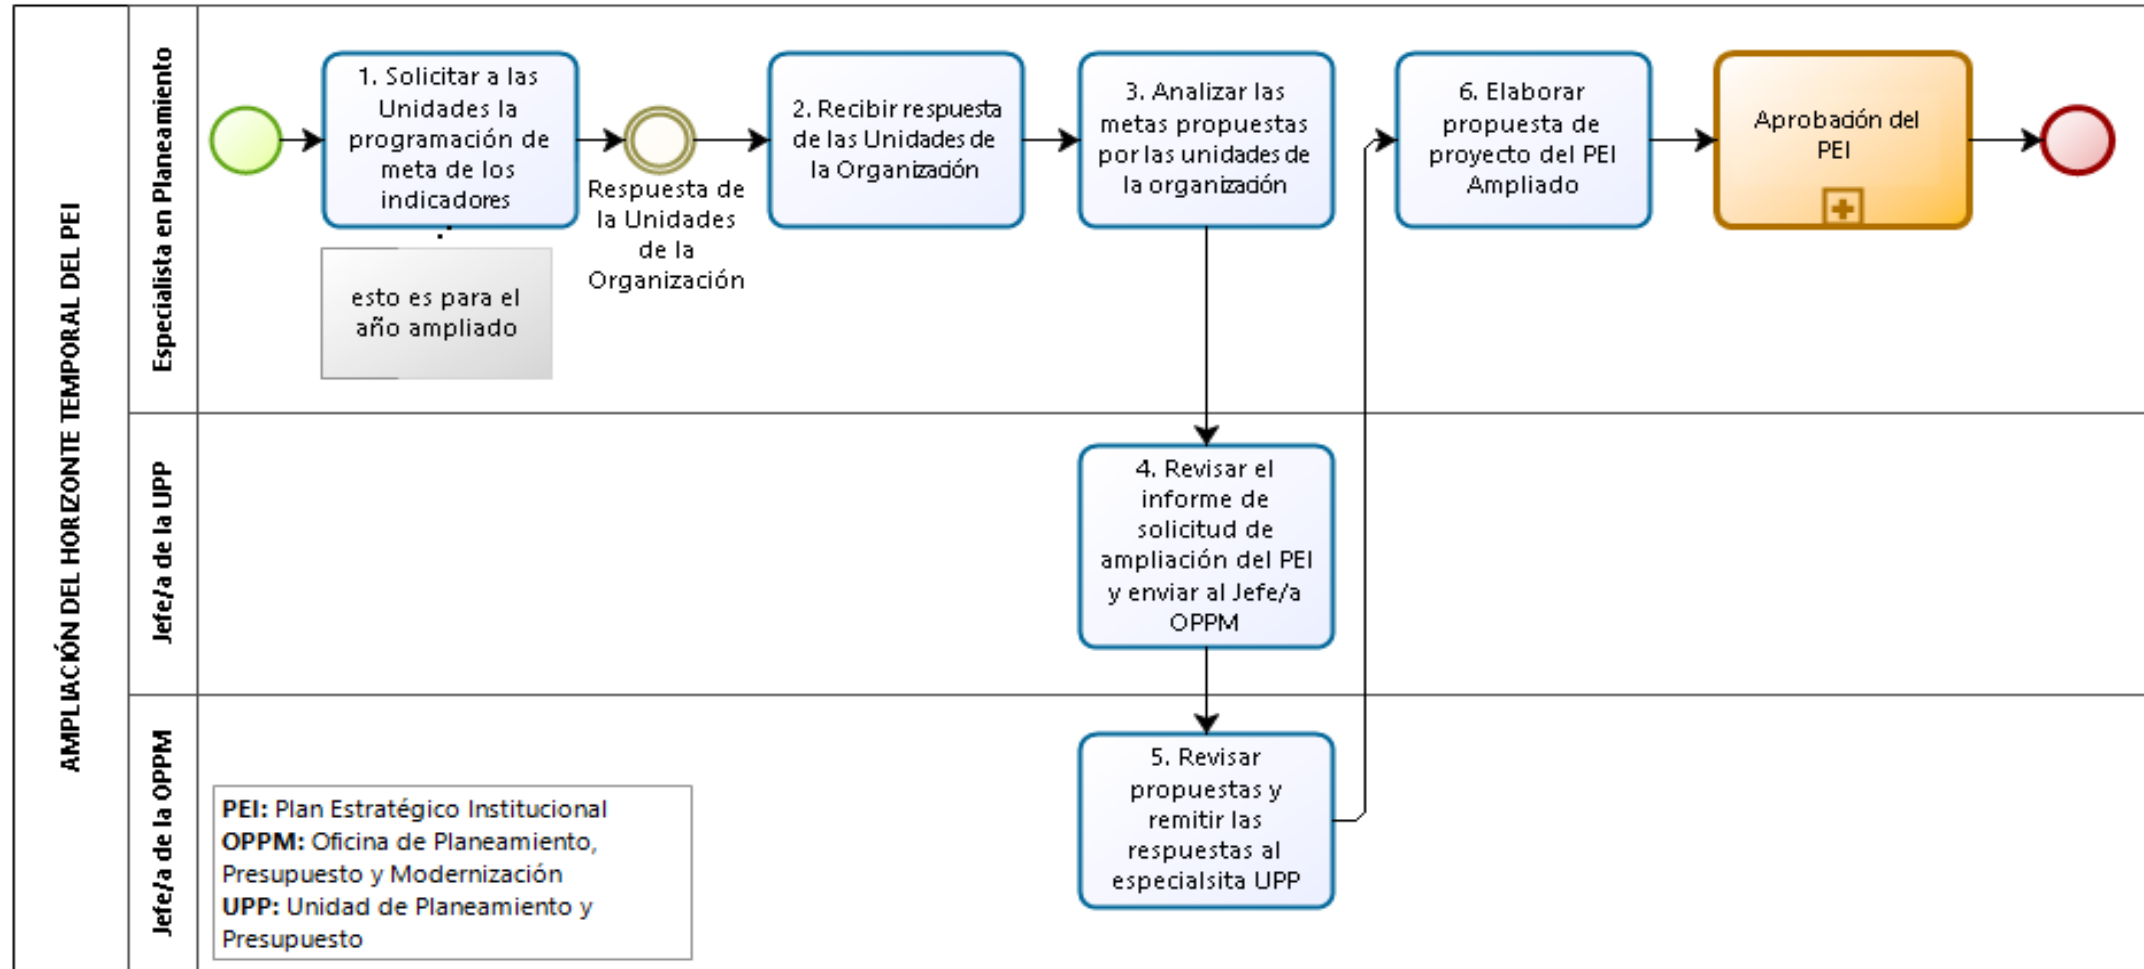 AMPLIACIÓN DEL HORIZONTE TEMPORAL DEL PEI
Especialista en Planeamiento
1. Solicitar a las
Unidades la
programación de
meta de los
indicadores
esto es para el
año ampliado
Respuesta de
la Unidades
de la
Organización
2. Recibir respuesta
de las Unidades de
la Organización
3. Analizar las
metas propuestas
por las unidades de
la organización
6. Elaborar
propuesta de
proyecto del PEI
Ampliado
Aprobación del
PEI
Jefe/a de la UPP
4. Revisar el
informe de
solicitud de
ampliación del PEI
y enviar al Jefe/a
OPPM
Jefe/a de la OPPM
5. Revisar
propuestas y
remitir las
respuestas al
especialsita UPP
PEI: Plan Estratégico Institucional
OPPM: Oficina de Planeamiento,
Presupuesto y Modernización
UPP: Unidad de Planeamiento y
Presupuesto